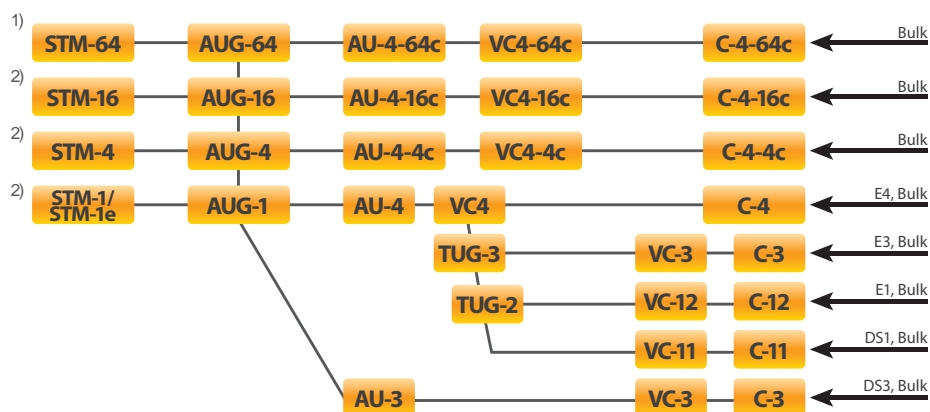 1) STM-64 AUG-64 AU-4-64c VC4-64c C-4-64c Bulk
2) STM-16 AUG-16 AU-4-16c VC4-16c C-4-16c Bulk
2) STM-4 AUG-4 AU-4-4c VC4-4c C-4-4c Bulk
2) STM-1/
STM-1e AUG-1 AU-4 VC4 C-4 E4, Bulk
TUG-3 VC-3 C-3 E3, Bulk
TUG-2 VC-12 C-12 E1, Bulk
VC-11 C-11 DS1, Bulk
AU-3 VC-3 C-3 DS3, Bulk